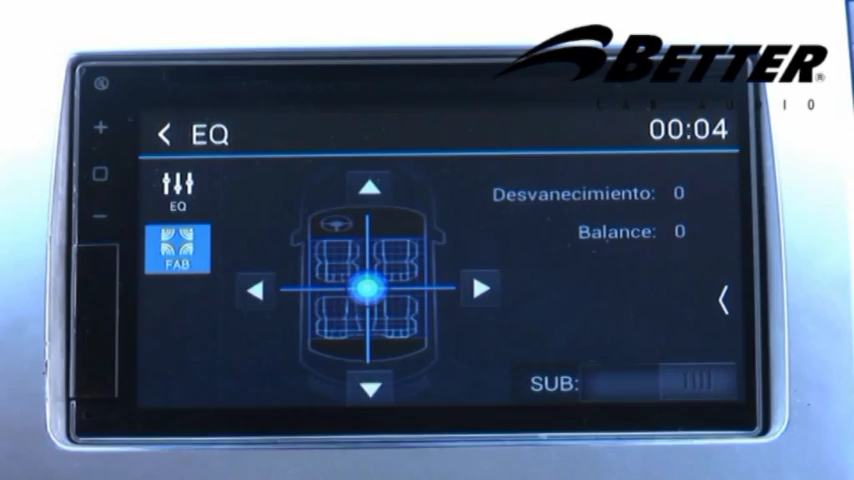 BETTER®
CAR AUDIO
EQ
00:04
EQ
FAB
Desvanecimiento: 0
Balance: 0
SUB: